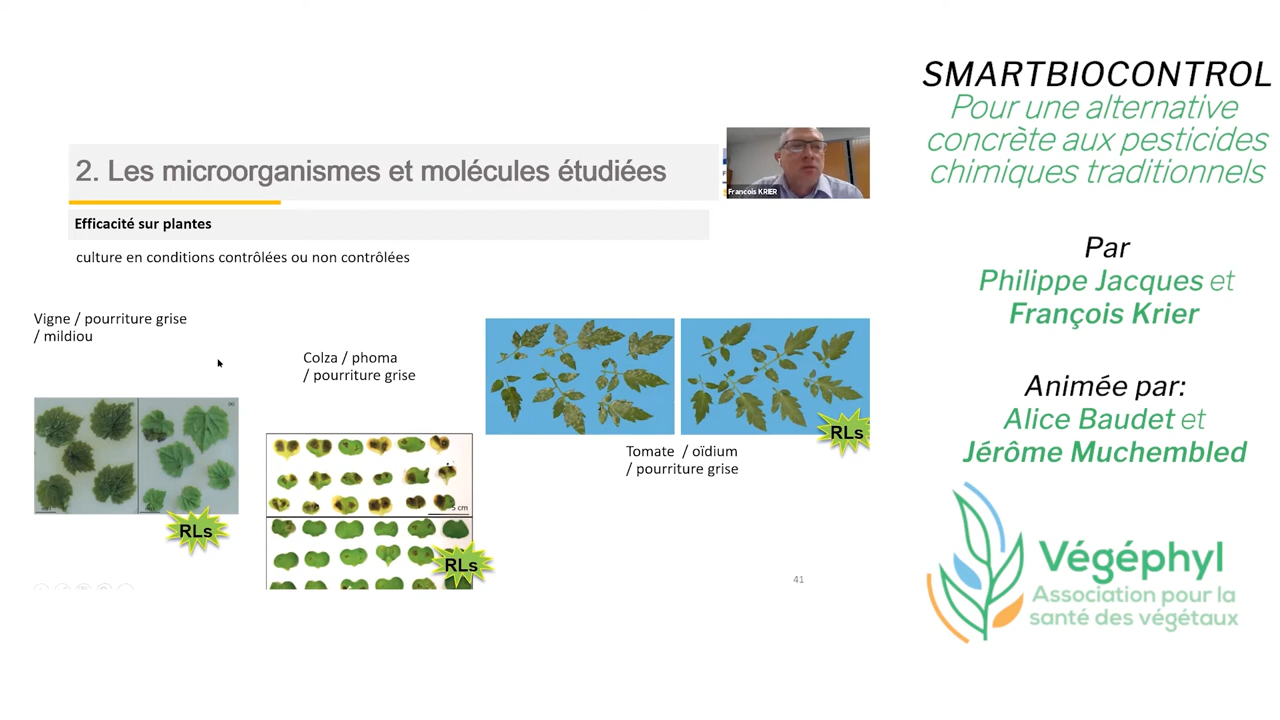 2. Les microorganismes et molécules étudiées
Francois KRIER
Efficacité sur plantes
culture en conditions contrôlées ou non contrôlées
Vigne / pourriture grise
/ mildiou
RLs
Colza / phoma
/ pourriture grise
5 cm
RLs
RLs
Tomate / oïdium
/ pourriture grise
41
SMARTBIOCONTROL
Pour une alternative
concrète aux pesticides
chimiques traditionnels
Par
Philippe Jacques et
François Krier
Animée par:
Alice Baudet et
Jérôme Muchembled
Végéphyl
Association pour la
santé des végétaux